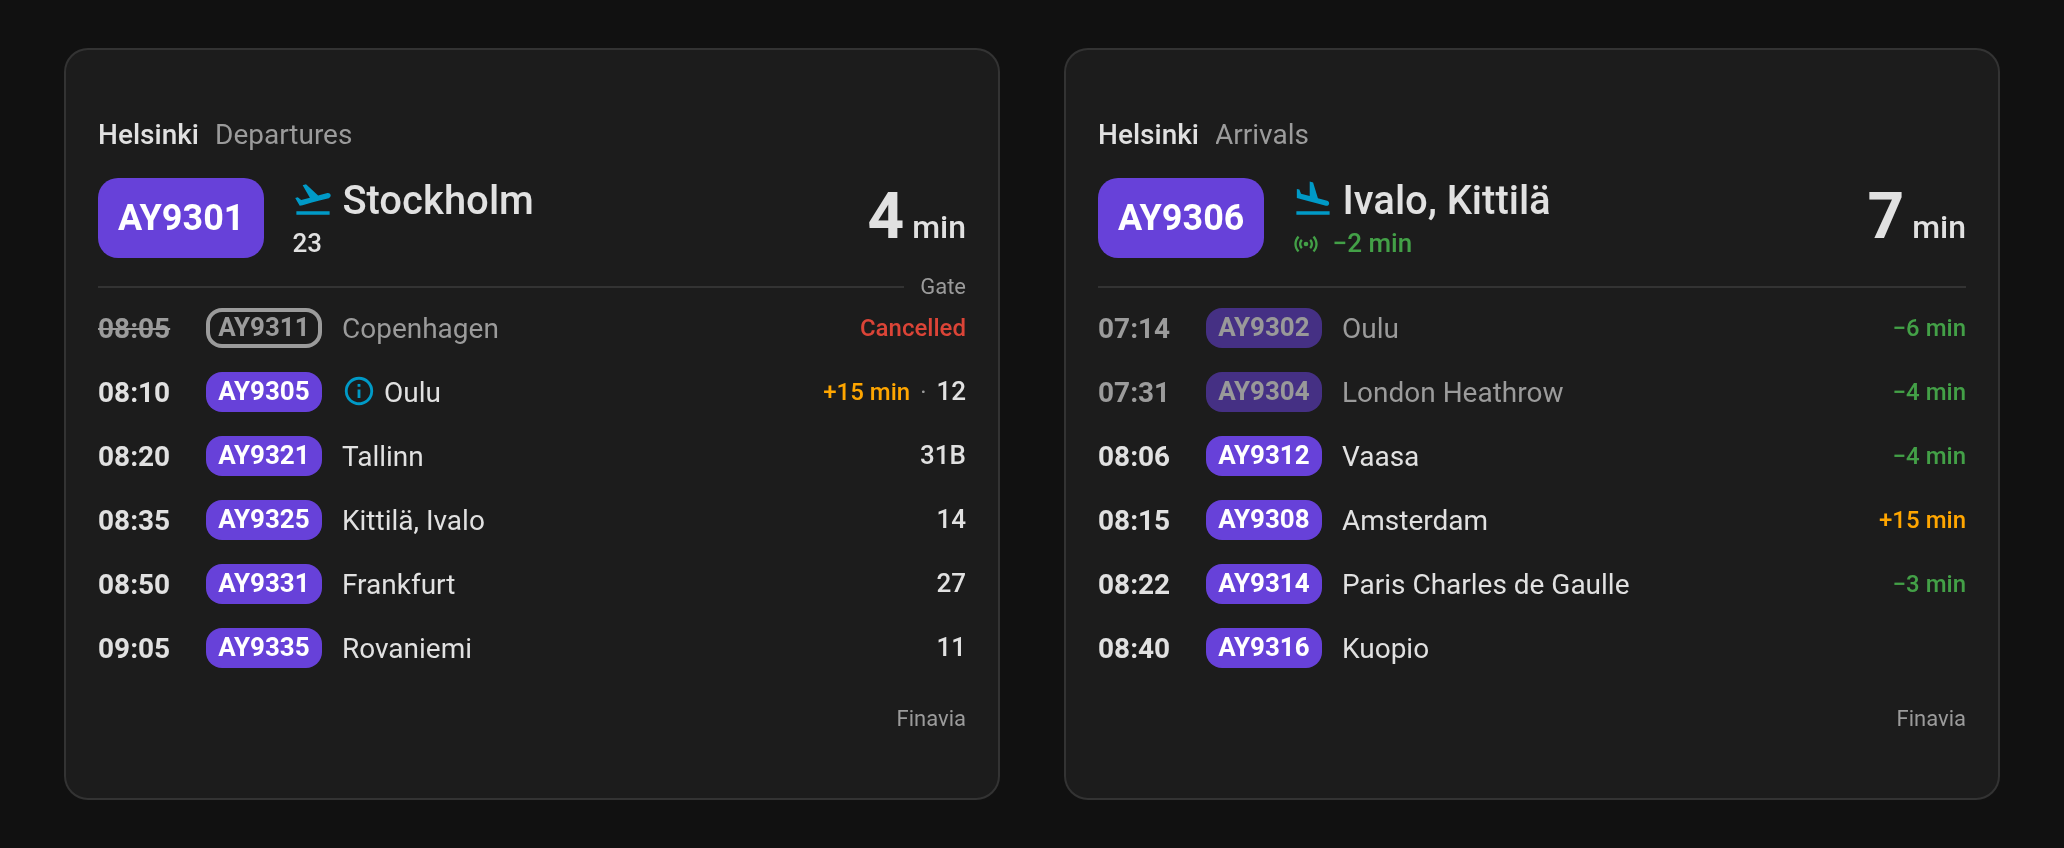 Helsinki Departures
AY9301 Stockholm 4 min
23
Gate
08:05 AY9311 Copenhagen Cancelled
08:10 AY9305 Oulu +15 min · 12
08:20 AY9321 Tallinn 31B
08:35 AY9325 Kittilä, Ivalo 14
08:50 AY9331 Frankfurt 27
09:05 AY9335 Rovaniemi 11
Finavia
Helsinki Arrivals
AY9306 Ivalo, Kittilä 7 min
−2 min
07:14 AY9302 Oulu −6 min
07:31 AY9304 London Heathrow −4 min
08:06 AY9312 Vaasa −4 min
08:15 AY9308 Amsterdam +15 min
08:22 AY9314 Paris Charles de Gaulle −3 min
08:40 AY9316 Kuopio
Finavia